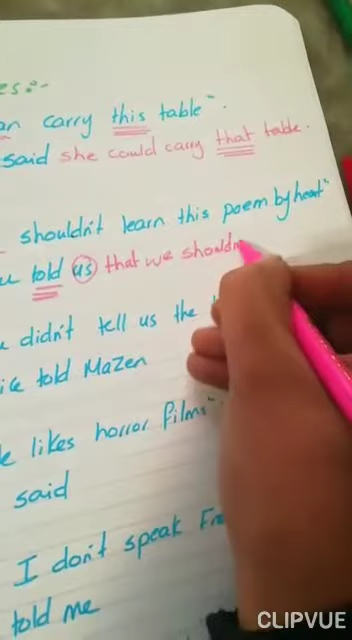 es:-
an carry this table".
said she could carry that table.
shouldn't learn this poem by heart"
told us that we should
didn't tell us the
told Mazen
likes horror films"
said
I don't speak
told me
CLIPVUE